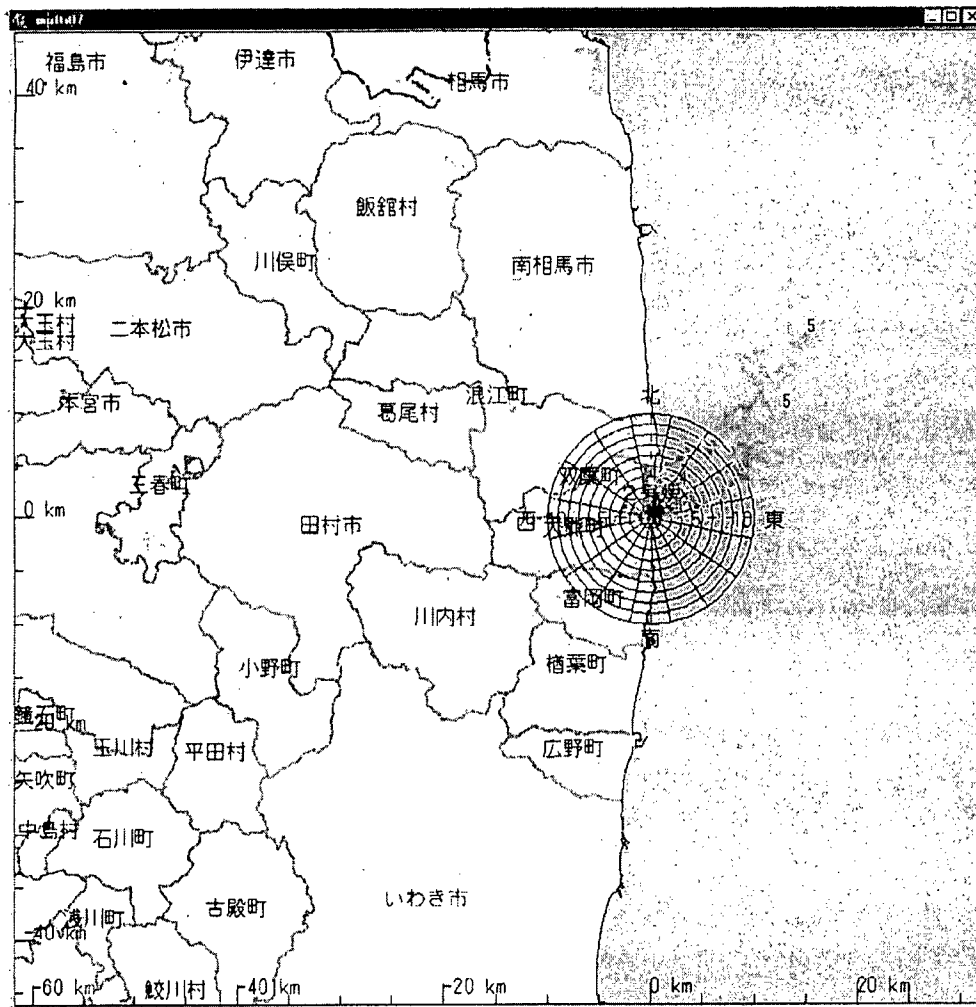 福島市
伊達市
相馬市
40 km
飯舘村
川俣町
南相馬市
20 km
大玉村
大玉村
二本松市
5
5
本宮市
葛尾村
浪江町
北
双葉町
三春町
0 km
田村市
西
10
東
富岡町
川内村
南
小野町
楢葉町
鏡石町
-20 km
玉川村
平田村
広野町
矢吹町
中島村
石川町
浅川町
古殿町
いわき市
-40 km
-60 km
鮫川村
-40 km
-20 km
0 km
20 km